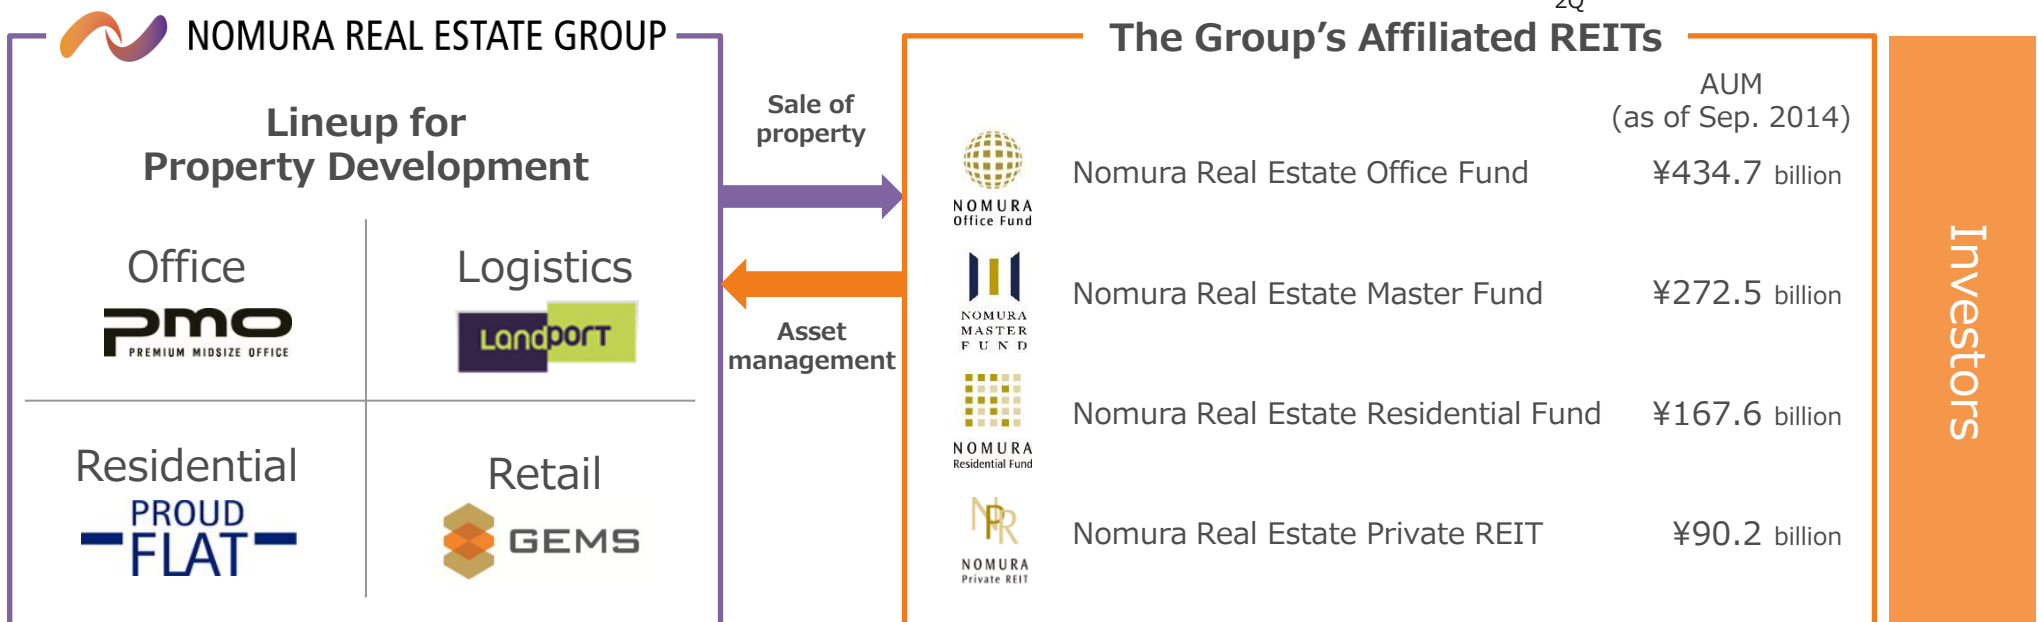 2Q
NOMURA REAL ESTATE GROUP
Lineup for
Property Development
Office
pmo
PREMIUM MIDSIZE OFFICE
Logistics
Landport
Residential
PROUD
FLAT
Retail
GEMS
Sale of
property
Asset
management
The Group’s Affiliated REITs
AUM
(as of Sep. 2014)
NOMURA
Office Fund
Nomura Real Estate Office Fund ¥434.7 billion
NOMURA
MASTER
FUND
Nomura Real Estate Master Fund ¥272.5 billion
NOMURA
Residential Fund
Nomura Real Estate Residential Fund ¥167.6 billion
NPR
NOMURA
Private REIT
Nomura Real Estate Private REIT ¥90.2 billion
Investors